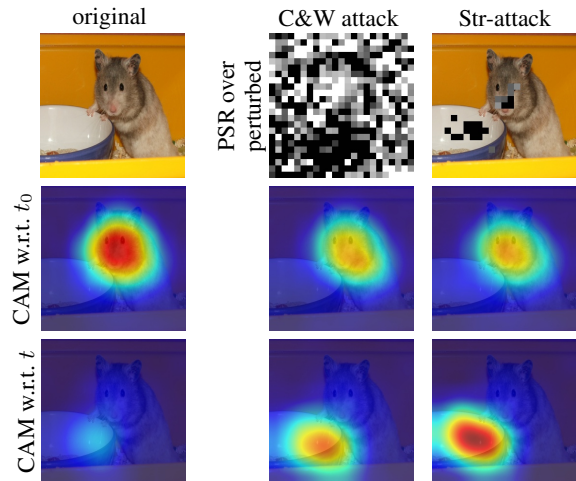 original
C&W attack
Str-attack
PSR over
perturbed
CAM w.r.t. t₀
CAM w.r.t. t